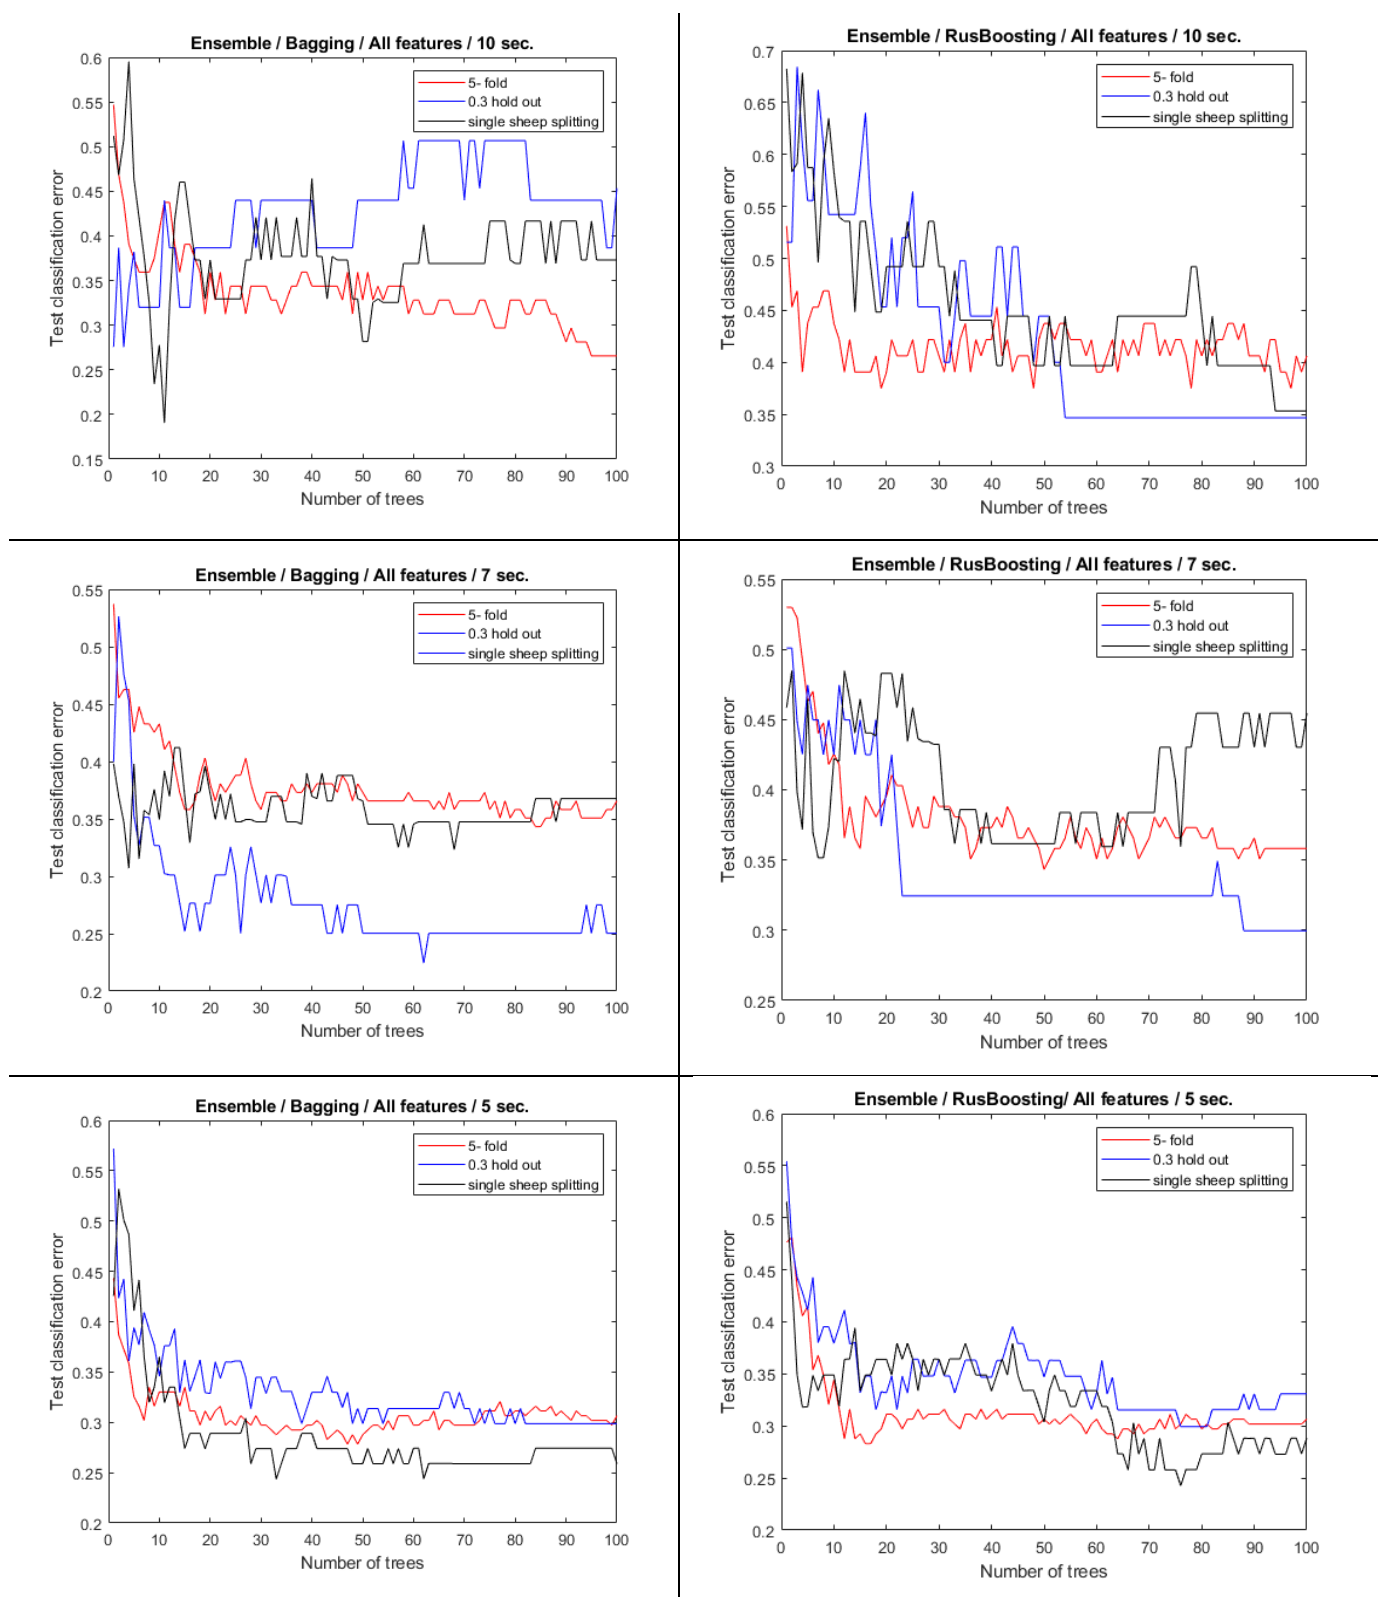 Ensemble / Bagging / All features / 10 sec.
5- fold
0.3 hold out
single sheep splitting
Test classification error
0.6
0.55
0.5
0.45
0.4
0.35
0.3
0.25
0.2
0.15
0 10 20 30 40 50 60 70 80 90 100
Number of trees
Ensemble / RusBoosting / All features / 10 sec.
5- fold
0.3 hold out
single sheep splitting
Test classification error
0.7
0.65
0.6
0.55
0.5
0.45
0.4
0.35
0.3
0 10 20 30 40 50 60 70 80 90 100
Number of trees
Ensemble / Bagging / All features / 7 sec.
5- fold
0.3 hold out
single sheep splitting
Test classification error
0.55
0.5
0.45
0.4
0.35
0.3
0.25
0.2
0 10 20 30 40 50 60 70 80 90 100
Number of trees
Ensemble / RusBoosting / All features / 7 sec.
5- fold
0.3 hold out
single sheep splitting
Test classification error
0.55
0.5
0.45
0.4
0.35
0.3
0.25
0 10 20 30 40 50 60 70 80 90 100
Number of trees
Ensemble / Bagging / All features / 5 sec.
5- fold
0.3 hold out
single sheep splitting
Test classification error
0.6
0.55
0.5
0.45
0.4
0.35
0.3
0.25
0.2
0 10 20 30 40 50 60 70 80 90 100
Number of trees
Ensemble / RusBoosting/ All features / 5 sec.
5- fold
0.3 hold out
single sheep splitting
Test classification error
0.6
0.55
0.5
0.45
0.4
0.35
0.3
0.25
0.2
0 10 20 30 40 50 60 70 80 90 100
Number of trees